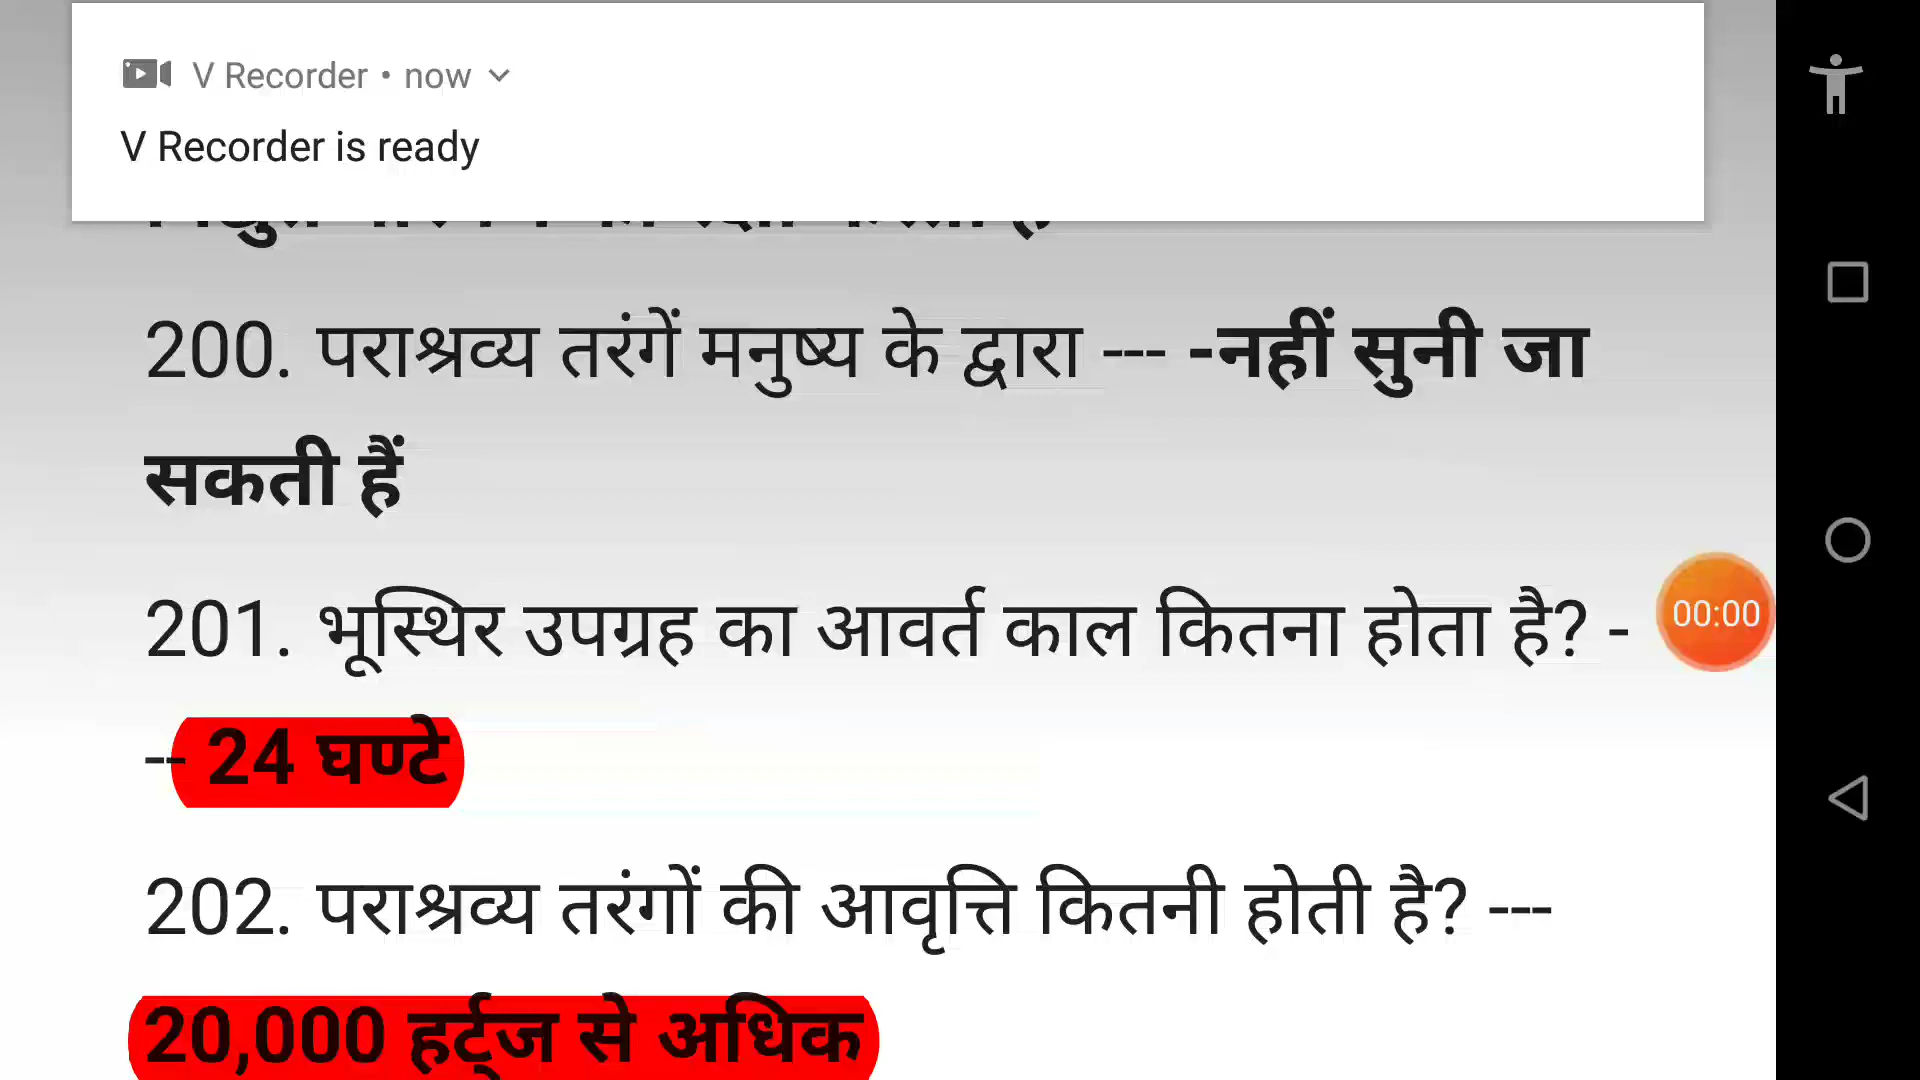 V Recorder • now
V Recorder is ready
200. पराश्रव्य तरंगें मनुष्य के द्वारा --- -नहीं सुनी जा
सकती हैं
201. भूस्थिर उपग्रह का आवर्त काल कितना होता है? -
00:00
-- 24 घण्टे
202. पराश्रव्य तरंगों की आवृत्ति कितनी होती है? ---
20,000 हर्ट्ज से अधिक